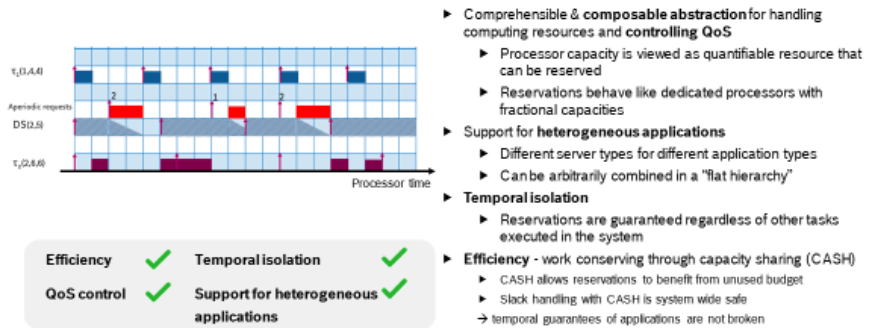 τ₁(1,4,4)
2
1
2
Aperiodic requests
DS(2,5)
τ₂(2,6,6)
Processor time
Efficiency
Temporal isolation
QoS control
Support for heterogeneous
applications
Comprehensible & composable abstraction for handling
computing resources and controlling QoS
Processor capacity is viewed as quantifiable resource that
can be reserved
Reservations behave like dedicated processors with
fractional capacities
Support for heterogeneous applications
Different server types for different application types
Can be arbitrarily combined in a "flat hierarchy"
Temporal isolation
Reservations are guaranteed regardless of other tasks
executed in the system
Efficiency - work conserving through capacity sharing (CASH)
CASH allows reservations to benefit from unused budget
Slack handling with CASH is system wide safe
→ temporal guarantees of applications are not broken